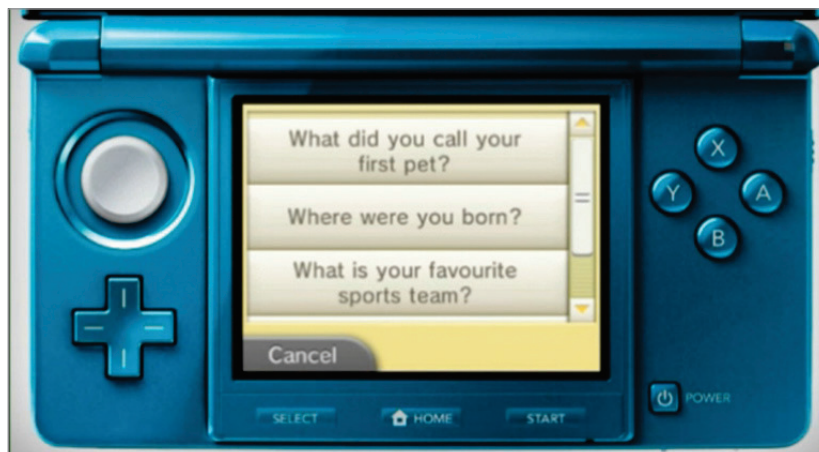 What did you call your
first pet?
Where were you born?
What is your favourite
sports team?
Cancel
X
Y
A
B
SELECT
HOME
START
POWER